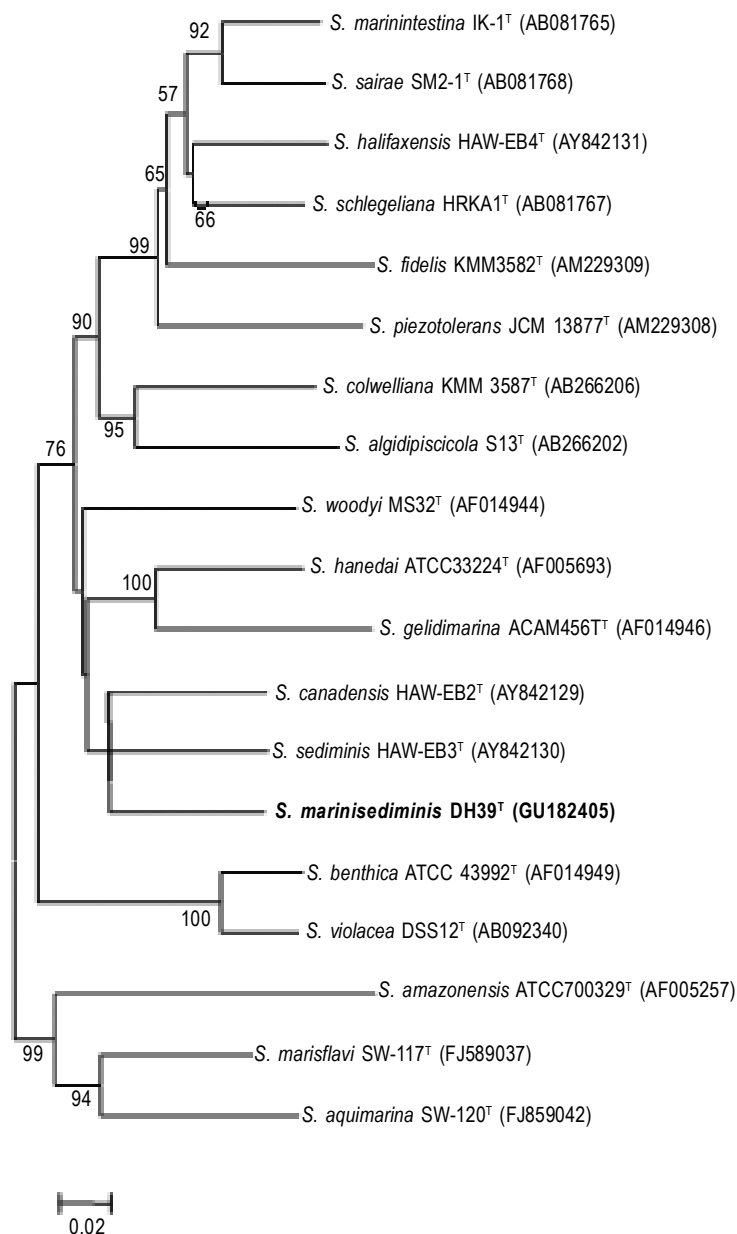 92
S. marinintestina IK-1ᵀ (AB081765)
S. sairae SM2-1ᵀ (AB081768)
57
S. halifaxensis HAW-EB4ᵀ (AY842131)
65
S. schlegeliana HRKA1ᵀ (AB081767)
66
99
S. fidelis KMM3582ᵀ (AM229309)
90
S. piezotolerans JCM 13877ᵀ (AM229308)
S. colwelliana KMM 3587ᵀ (AB266206)
95
S. algidipiscicola S13ᵀ (AB266202)
76
S. woodyi MS32ᵀ (AF014944)
S. hanedai ATCC33224ᵀ (AF005693)
100
S. gelidimarina ACAM456Tᵀ (AF014946)
S. canadensis HAW-EB2ᵀ (AY842129)
S. sediminis HAW-EB3ᵀ (AY842130)
S. marinisediminis DH39ᵀ (GU182405)
S. benthica ATCC 43992ᵀ (AF014949)
100
S. violacea DSS12ᵀ (AB092340)
S. amazonensis ATCC700329ᵀ (AF005257)
99
S. marisflavi SW-117ᵀ (FJ589037)
94
S. aquimarina SW-120ᵀ (FJ859042)
0.02